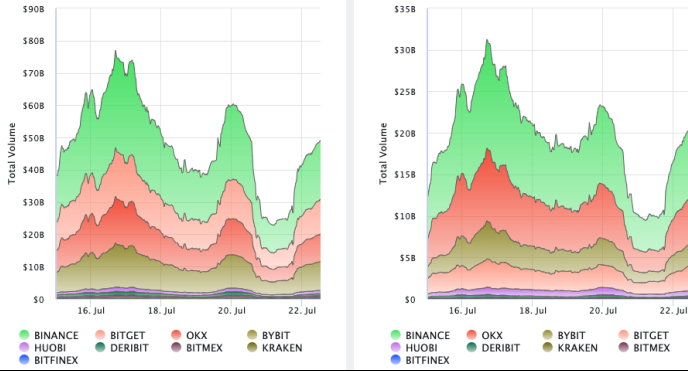 $90B
$80B
$70B
$60B
$50B
$40B
$30B
$20B
$10B
$0
Total Volume
16. Jul 18. Jul 20. Jul 22. Jul
BINANCE BITGET OKX BYBIT
HUOBI DERIBIT BITMEX KRAKEN
BITFINEX
$35B
$30B
$25B
$20B
$15B
$10B
$5B
$0
Total Volume
16. Jul 18. Jul 20. Jul 22. Jul
BINANCE OKX BYBIT BITGET
HUOBI DERIBIT KRAKEN BITMEX
BITFINEX